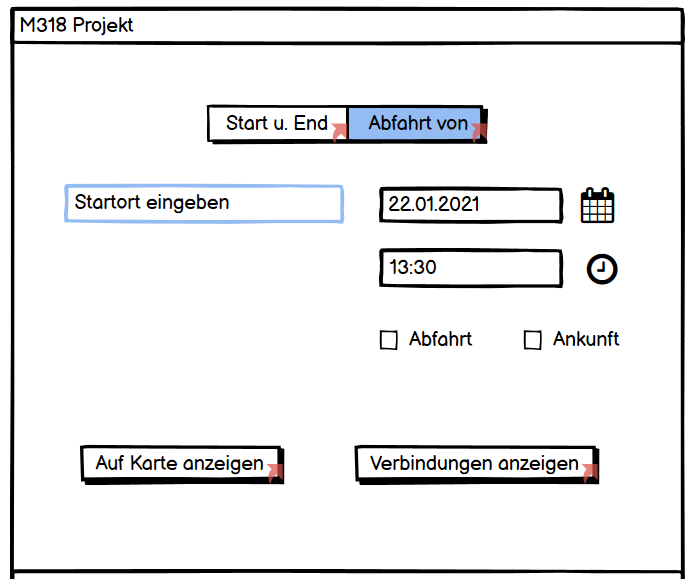 M318 Projekt
Start u. End Abfahrt von
Startort eingeben 22.01.2021
13:30
Abfahrt Ankunft
Auf Karte anzeigen Verbindungen anzeigen